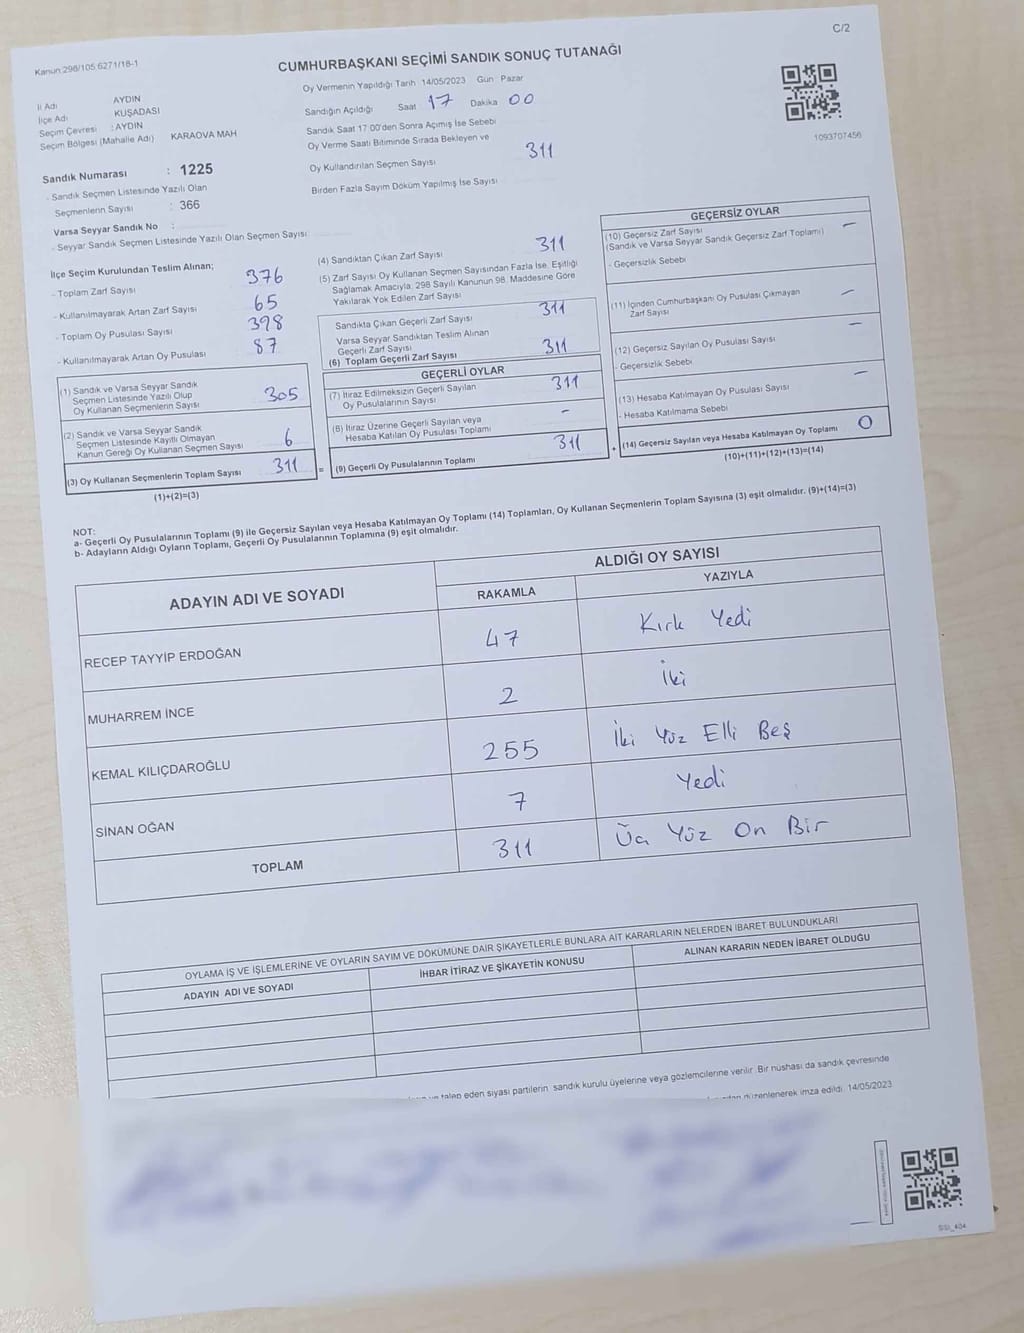 C/2
Kanun:298/105 6271/18-1
CUMHURBAŞKANI SEÇİMİ SANDIK SONUÇ TUTANAĞI
Oy Vermenin Yapıldığı Tarih 14/05/2023 Gün Pazar
İl Adı AYDIN
İlçe Adı KUŞADASI
Seçim Çevresi : AYDIN
Seçim Bölgesi (Mahalle Adı) KARAOVA MAH
Sandığın Açıldığı Saat 17 Dakika 00
Sandık Saat 17:00'den Sonra Açımış İse Sebebi
Oy Verme Saati Bitiminde Sırada Bekleyen ve
Oy Kullandırılan Seçmen Sayısı 311
Birden Fazla Sayım Döküm Yapılmış İse Sayısı
1093707456
Sandık Numarası : 1225
- Sandık Seçmen Listesinde Yazılı Olan
Seçmenlerin Sayısı : 366
Varsa Seyyar Sandık No :
- Seyyar Sandık Seçmen Listesinde Yazılı Olan Seçmen Sayısı:
İlçe Seçim Kurulundan Teslim Alınan;
- Toplam Zarf Sayısı 376
- Kullanılmayarak Artan Zarf Sayısı 65
- Toplam Oy Pusulası Sayısı 398
- Kullanılmayarak Artan Oy Pusulası 87
(1) Sandık ve Varsa Seyyar Sandık
Seçmen Listesinde Yazılı Olup
Oy Kullanan Seçmenlerin Sayısı 305
(2) Sandık ve Varsa Seyyar Sandık
Seçmen Listesinde Kayıtlı Olmayan
Kanun Gereği Oy Kullanan Seçmen Sayısı 6
(3) Oy Kullanan Seçmenlerin Toplam Sayısı 311 =
(1)+(2)=(3)
(4) Sandıktan Çıkan Zarf Sayısı 311
(5) Zarf Sayısı Oy Kullanan Seçmen Sayısından Fazla İse, Eşitliği
Sağlamak Amacıyla, 298 Sayılı Kanunun 98. Maddesine Göre
Yakılarak Yok Edilen Zarf Sayısı
Sandıkta Çıkan Geçerli Zarf Sayısı 311
Varsa Seyyar Sandıktan Teslim Alınan
Geçerli Zarf Sayısı
(6) Toplam Geçerli Zarf Sayısı 311
GEÇERLİ OYLAR
(7) İtiraz Edilmeksizin Geçerli Sayılan
Oy Pusulalarının Sayısı 311
(8) İtiraz Üzerine Geçerli Sayılan veya
Hesaba Katılan Oy Pusulası Toplamı -
(9) Geçerli Oy Pusulalarının Toplamı 311 +
GEÇERSİZ OYLAR
(10) Geçersiz Zarf Sayısı
(Sandık ve Varsa Seyyar Sandık Geçersiz Zarf Toplamı) -
- Geçersizlik Sebebi
(11) İçinden Cumhurbaşkanı Oy Pusulası Çıkmayan
Zarf Sayısı -
(12) Geçersiz Sayılan Oy Pusulası Sayısı -
- Geçersizlik Sebebi
(13) Hesaba Katılmayan Oy Pusulası Sayısı -
- Hesaba Katılmama Sebebi
(14) Geçersiz Sayılan veya Hesaba Katılmayan Oy Toplamı 0
(10)+(11)+(12)+(13)=(14)
NOT:
a- Geçerli Oy Pusulalarının Toplamı (9) ile Geçersiz Sayılan veya Hesaba Katılmayan Oy Toplamı (14) Toplamları, Oy Kullanan Seçmenlerin Toplam Sayısına (3) eşit olmalıdır. (9)+(14)=(3)
b- Adayların Aldığı Oyların Toplamı, Geçerli Oy Pusulalarının Toplamına (9) eşit olmalıdır.
ADAYIN ADI VE SOYADI
ALDIĞI OY SAYISI
RAKAMLA YAZIYLA
RECEP TAYYİP ERDOĞAN 47 Kırk Yedi
MUHARREM İNCE 2 İki
KEMAL KILIÇDAROĞLU 255 İki Yüz Elli Beş
SİNAN OĞAN 7 Yedi
TOPLAM 311 Üç Yüz On Bir
OYLAMA İŞ VE İŞLEMLERİNE VE OYLARIN SAYIM VE DÖKÜMÜNE DAİR ŞİKAYETLERLE BUNLARA AİT KARARLARIN NELERDEN İBARET BULUNDUKLARI
ADAYIN ADI VE SOYADI
İHBAR İTİRAZ VE ŞİKAYETİN KONUSU
ALINAN KARARIN NEDEN İBARET OLDUĞU
talep eden siyasi partilerin sandık kurulu üyelerine veya gözlemcilerine verilir. Bir nüshası da sandık çevresinde
düzenlenerek imza edildi. 14/05/2023